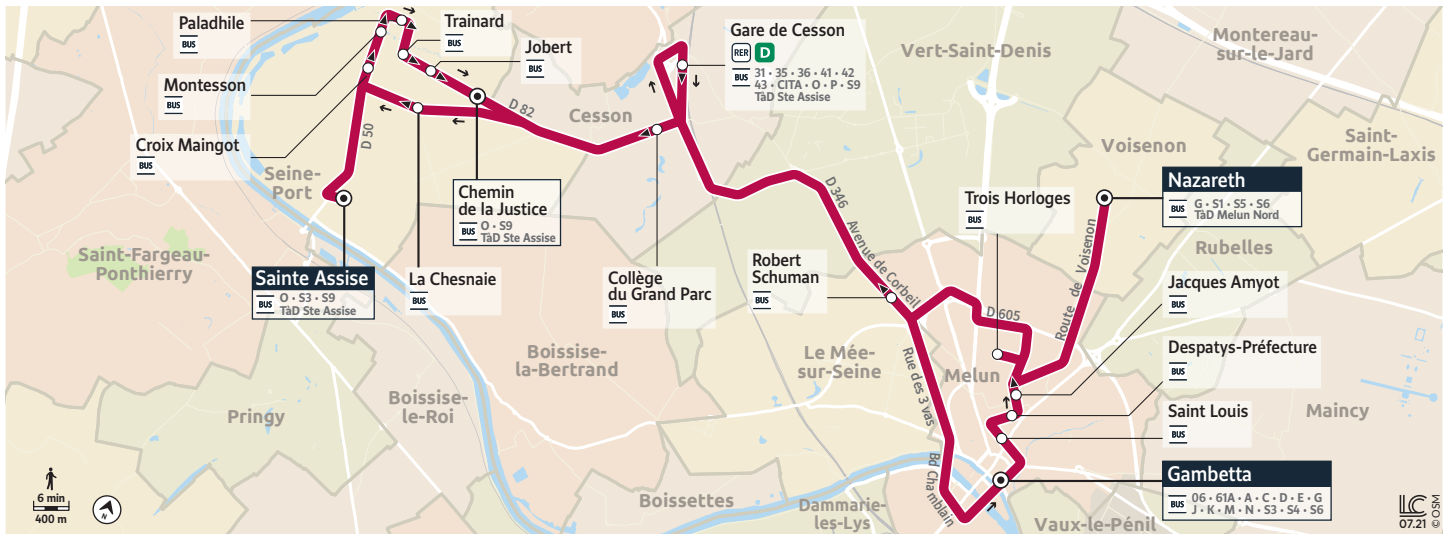 Paladhile
BUS
Trainard
BUS
Jobert
BUS
Montesson
BUS
Croix Maingot
BUS
Gare de Cesson
RER D
BUS 31 • 35 • 36 • 41 • 42
43 • CITA • O • P • S9
TàD Ste Assise
Vert-Saint-Denis
Montereau-
sur-le-Jard
D 82
Cesson
D 50
Seine-
Port
Chemin
de la Justice
BUS O • S9
TàD Ste Assise
Voisenon
Saint-
Germain-Laxis
Nazareth
BUS G • S1 • S5 • S6
TàD Melun Nord
Trois Horloges
BUS
D 346 Avenue de Corbeil
Route de Voisenon
Rubelles
Saint-Fargeau-
Ponthierry
Sainte Assise
BUS O • S3 • S9
TàD Ste Assise
La Chesnaie
BUS
Collège
du Grand Parc
BUS
Robert
Schuman
BUS
Jacques Amyot
BUS
D 605
Despatys-Préfecture
BUS
Boissise-
la-Bertrand
Le Mée-
sur-Seine
Rue des 3 vas
Melun
Pringy
Boissise-
le-Roi
Saint Louis
BUS
Maincy
Bd Chamblain
Gambetta
BUS 06 • 61A • A • C • D • E • G
J • K • M • N • S3 • S4 • S6
Boissettes
Dammarie-
les-Lys
Vaux-le-Pénil
6 min
400 m
N
LC
07.21
© OSM